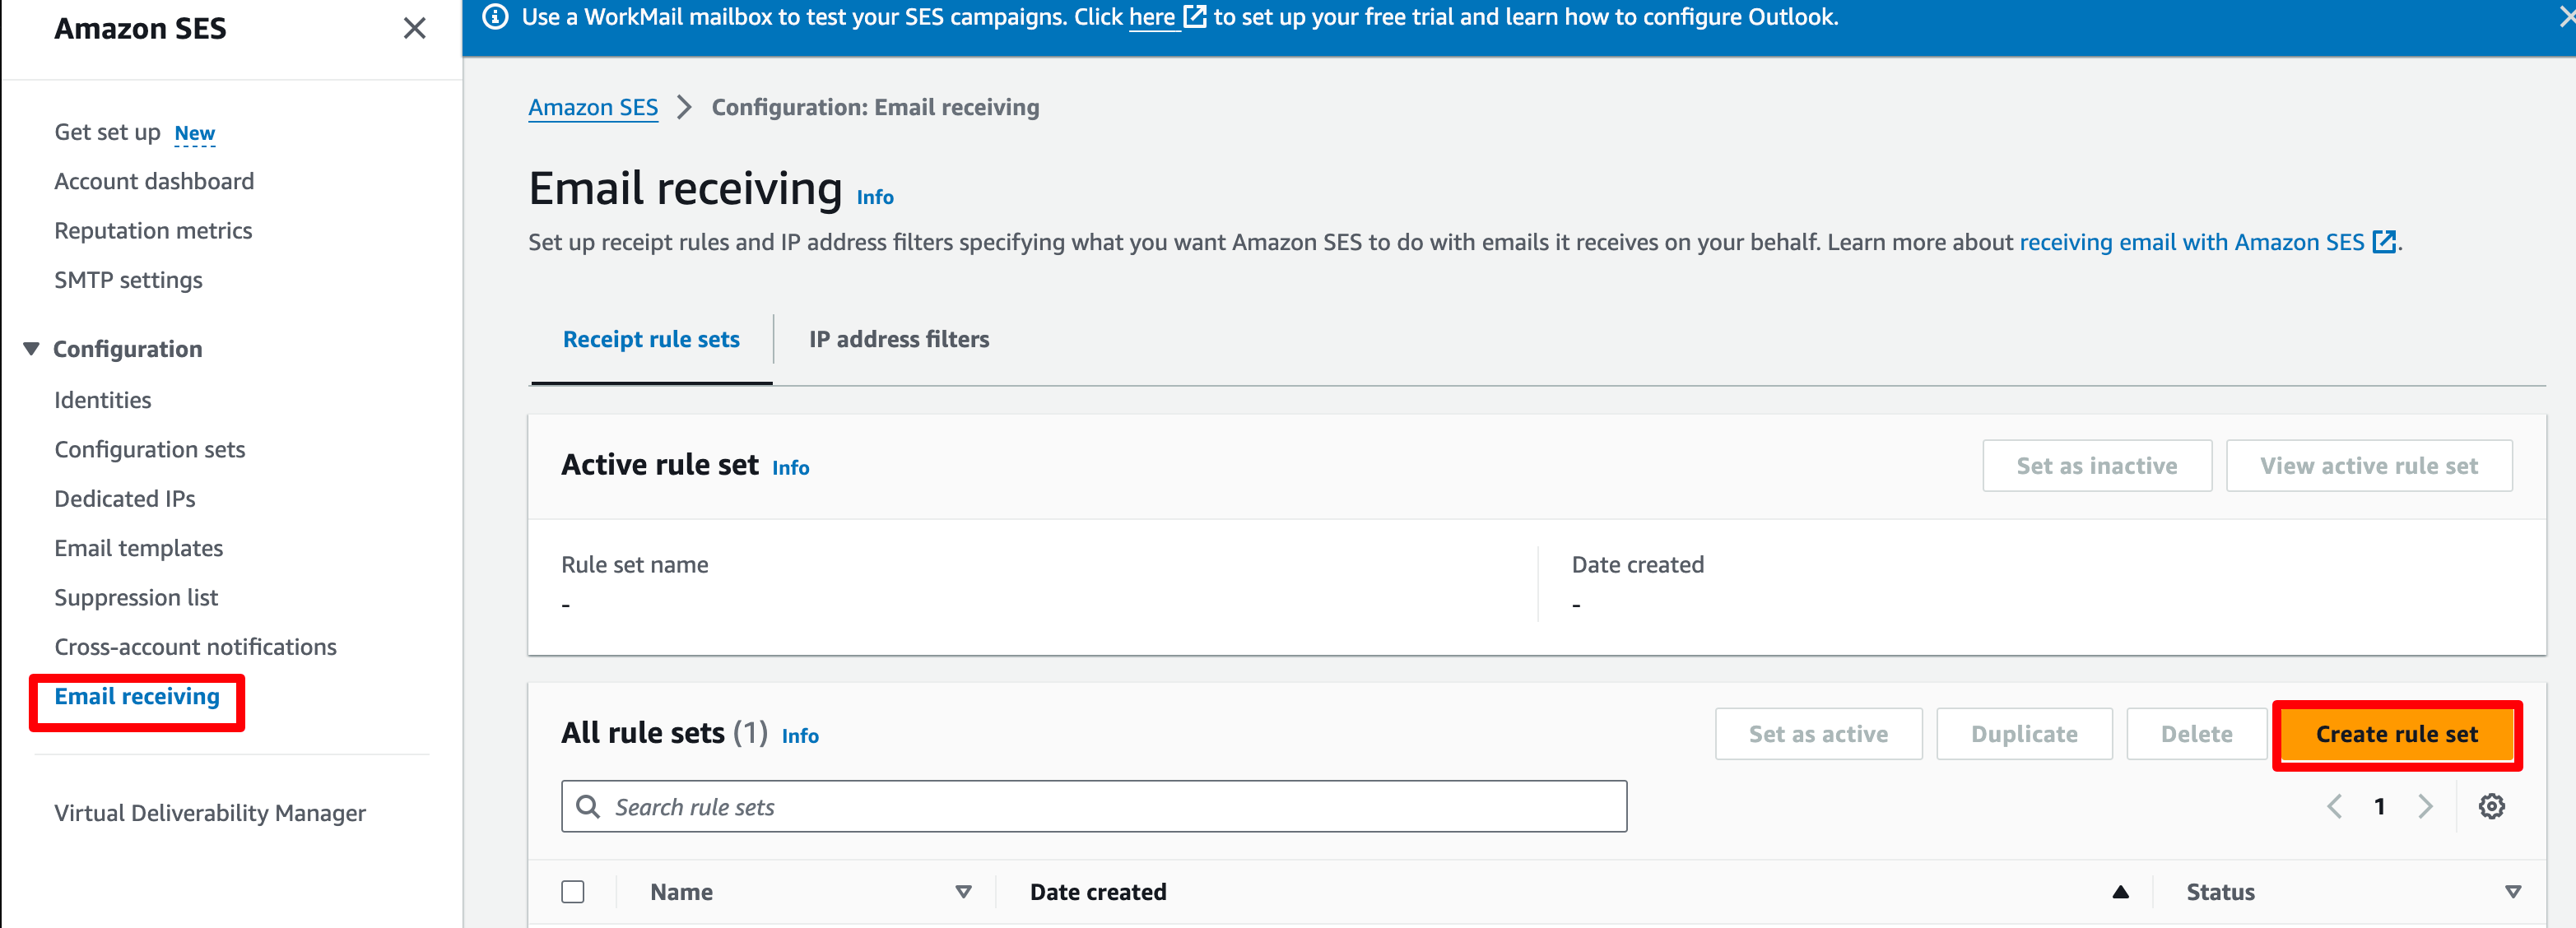 Amazon SES
Use a WorkMail mailbox to test your SES campaigns. Click here to set up your free trial and learn how to configure Outlook.
Get set up New
Account dashboard
Reputation metrics
SMTP settings
Configuration
Identities
Configuration sets
Dedicated IPs
Email templates
Suppression list
Cross-account notifications
Email receiving
Virtual Deliverability Manager
Amazon SES > Configuration: Email receiving
Email receiving Info
Set up receipt rules and IP address filters specifying what you want Amazon SES to do with emails it receives on your behalf. Learn more about receiving email with Amazon SES.
Receipt rule sets IP address filters
Active rule set Info Set as inactive View active rule set
Rule set name Date created
- -
All rule sets (1) Info Set as active Duplicate Delete Create rule set
Search rule sets 1
Name Date created Status